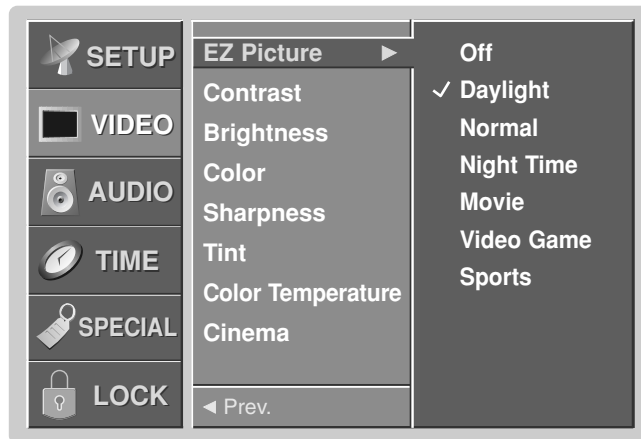 SETUP
VIDEO
AUDIO
TIME
SPECIAL
LOCK
EZ Picture ►
Contrast
Brightness
Color
Sharpness
Tint
Color Temperature
Cinema
◄ Prev.
Off
✓ Daylight
Normal
Night Time
Movie
Video Game
Sports